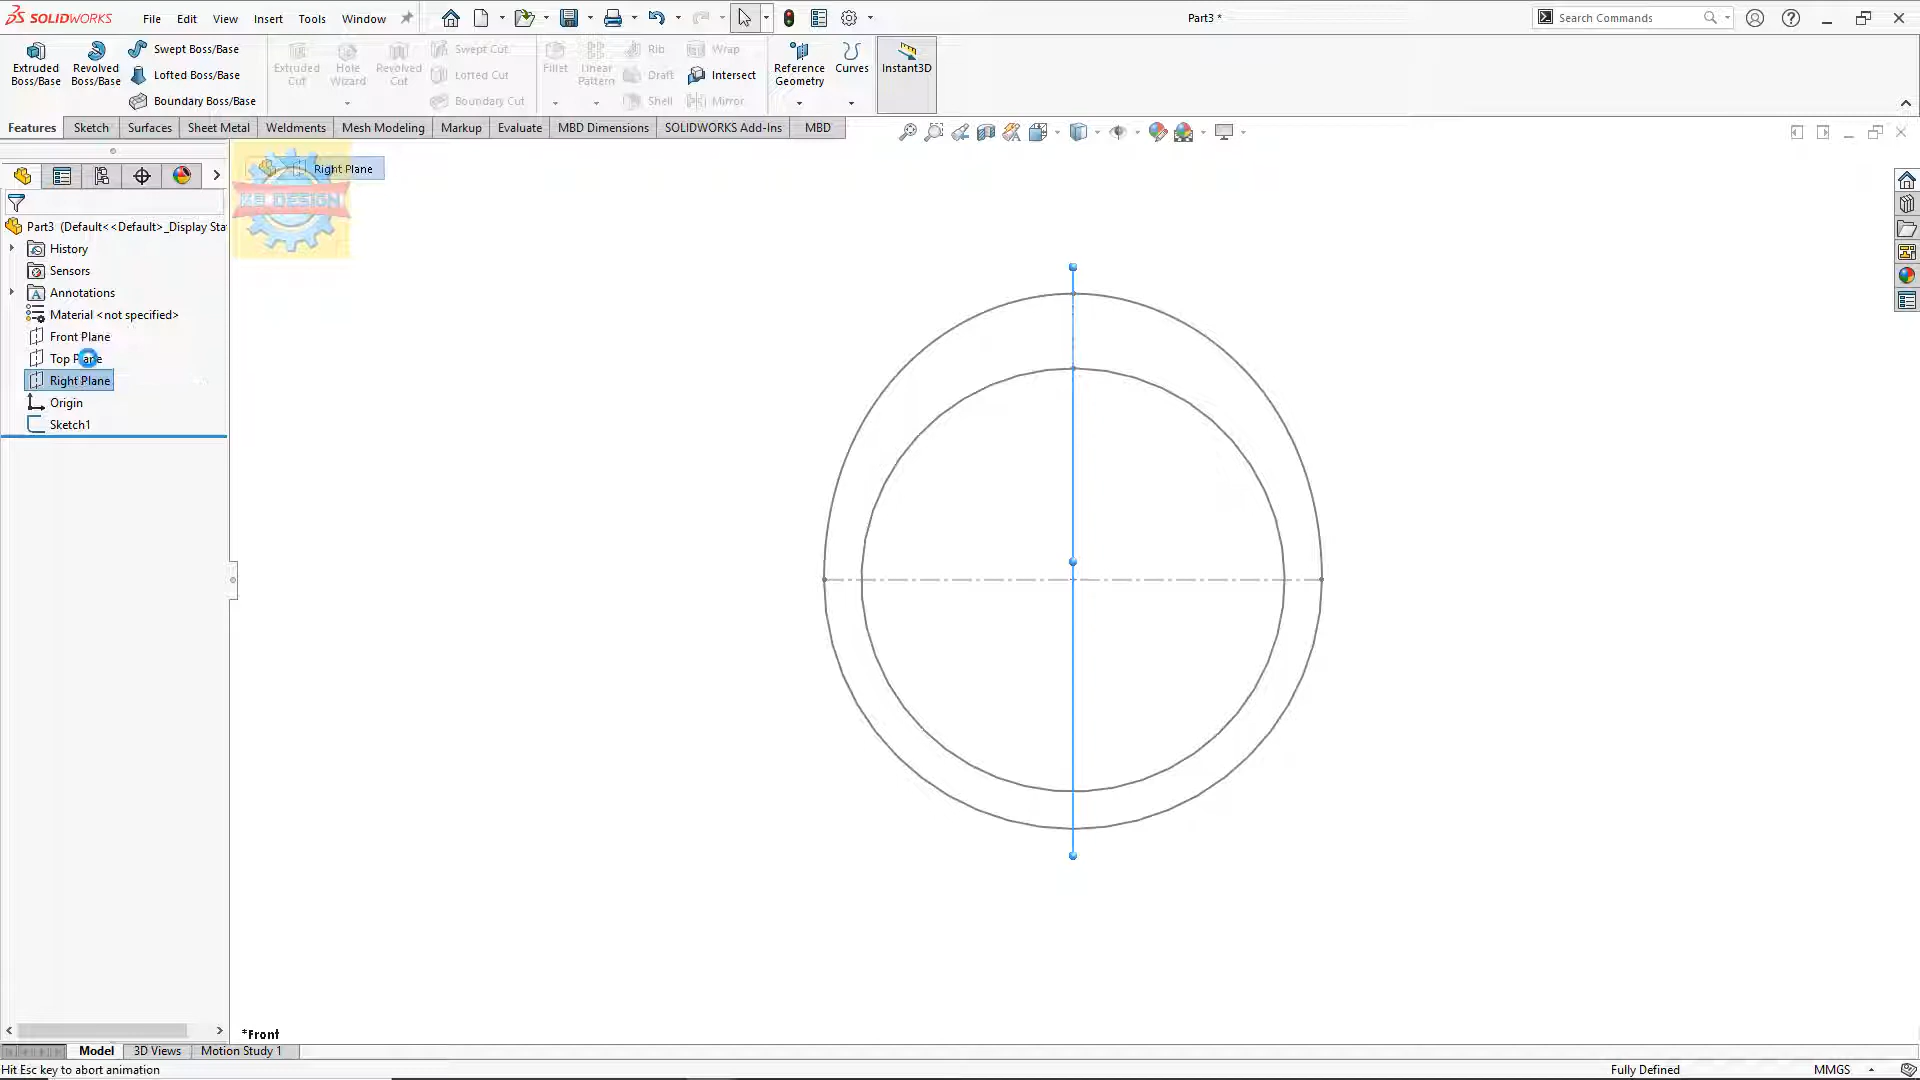 SOLIDWORKS File Edit View Insert Tools Window Part3 * Search Commands
Extruded Boss/Base
Revolved Boss/Base
Swept Boss/Base
Lofted Boss/Base
Boundary Boss/Base
Extruded Cut
Hole Wizard
Revolved Cut
Swept Cut
Lofted Cut
Boundary Cut
Fillet
Linear Pattern
Rib
Draft
Shell
Wrap
Intersect
Mirror
Reference Geometry
Curves
Instant3D
Features Sketch Surfaces Sheet Metal Weldments Mesh Modeling Markup Evaluate MBD Dimensions SOLIDWORKS Add-Ins MBD
Right Plane
KB DESIGN
Part3 (Default<<Default>_Display Sta
History
Sensors
Annotations
Material <not specified>
Front Plane
Top Plane
Right Plane
Origin
Sketch1
*Front
Model 3D Views Motion Study 1
Hit Esc key to abort animation Fully Defined MMGS